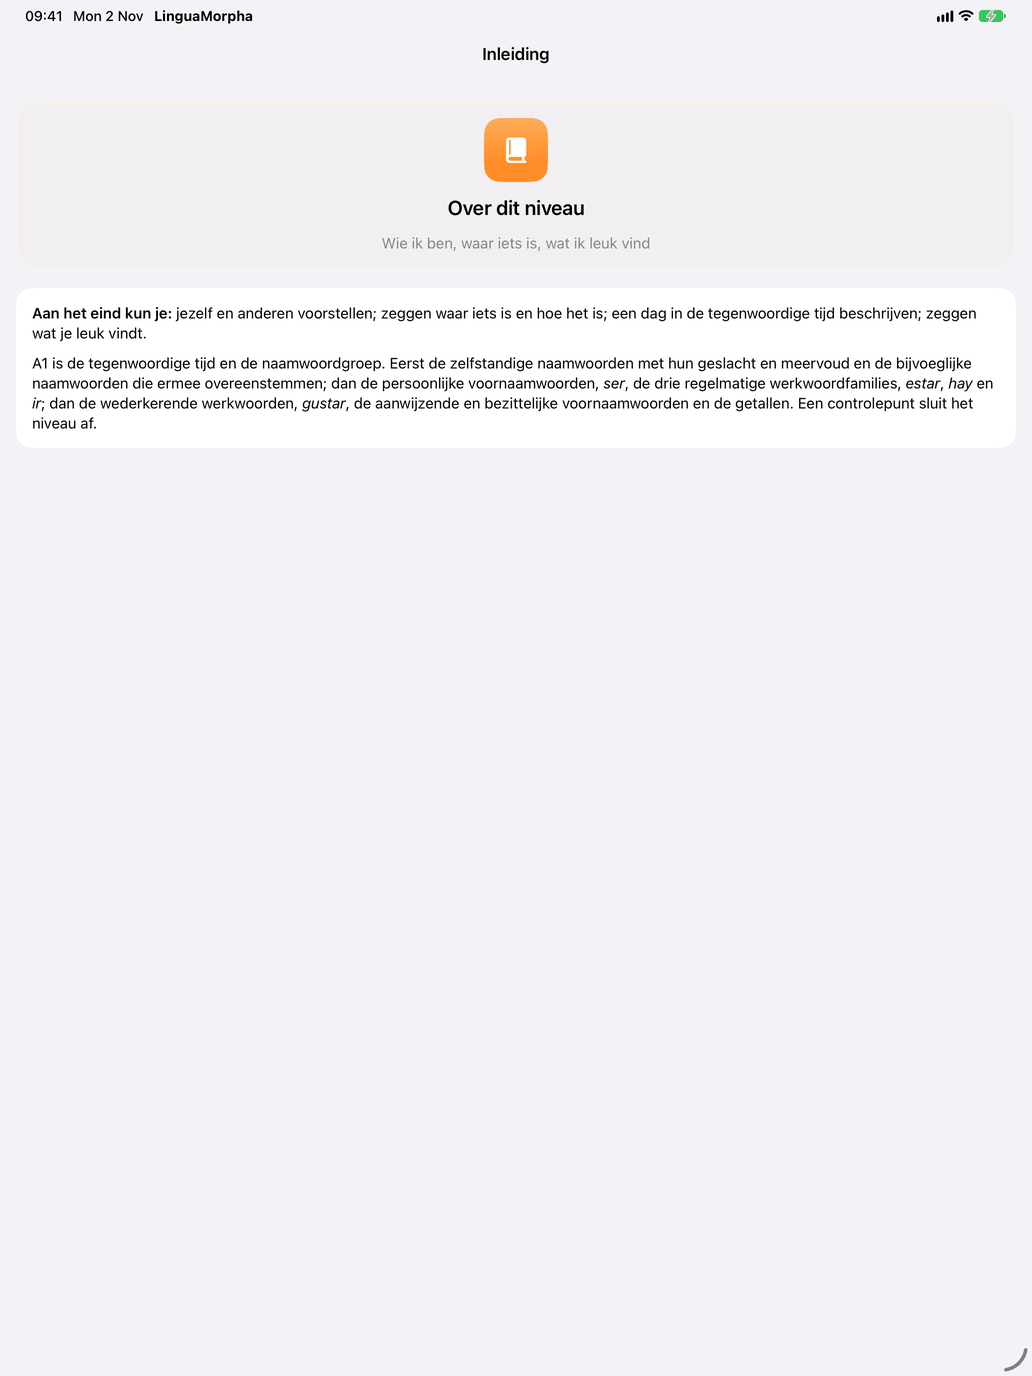 09:41 Mon 2 Nov LinguaMorpha
Inleiding
Over dit niveau
Wie ik ben, waar iets is, wat ik leuk vind
Aan het eind kun je: jezelf en anderen voorstellen; zeggen waar iets is en hoe het is; een dag in de tegenwoordige tijd beschrijven; zeggen
wat je leuk vindt.
A1 is de tegenwoordige tijd en de naamwoordgroep. Eerst de zelfstandige naamwoorden met hun geslacht en meervoud en de bijvoeglijke
naamwoorden die ermee overeenstemmen; dan de persoonlijke voornaamwoorden, ser, de drie regelmatige werkwoordfamilies, estar, hay en
ir; dan de wederkerende werkwoorden, gustar, de aanwijzende en bezittelijke voornaamwoorden en de getallen. Een controlepunt sluit het
niveau af.